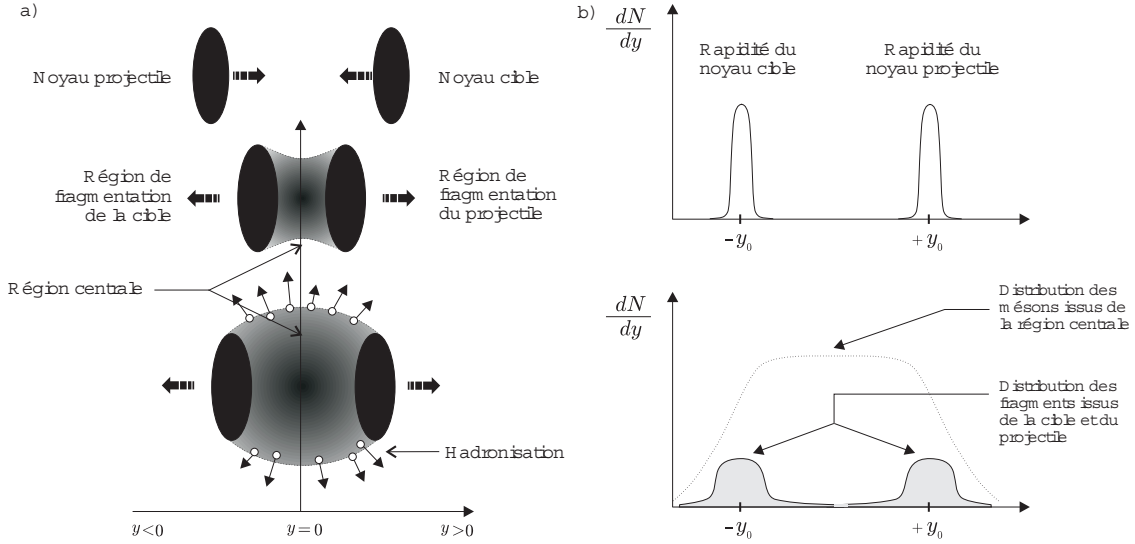 a)
Noyau projectile
Noyau cible
Région de
fragmentation
de la cible
Région de
fragmentation
du projectile
Région centrale
Hadronisation
y<0
y=0
y>0
b)
dN
dy
Rapidité du
noyau cible
Rapidité du
noyau projectile
-y₀
+y₀
dN
dy
Distribution des
mésons issus de
la région centrale
Distribution des
fragments issus
de la cible et du
projectile
-y₀
+y₀